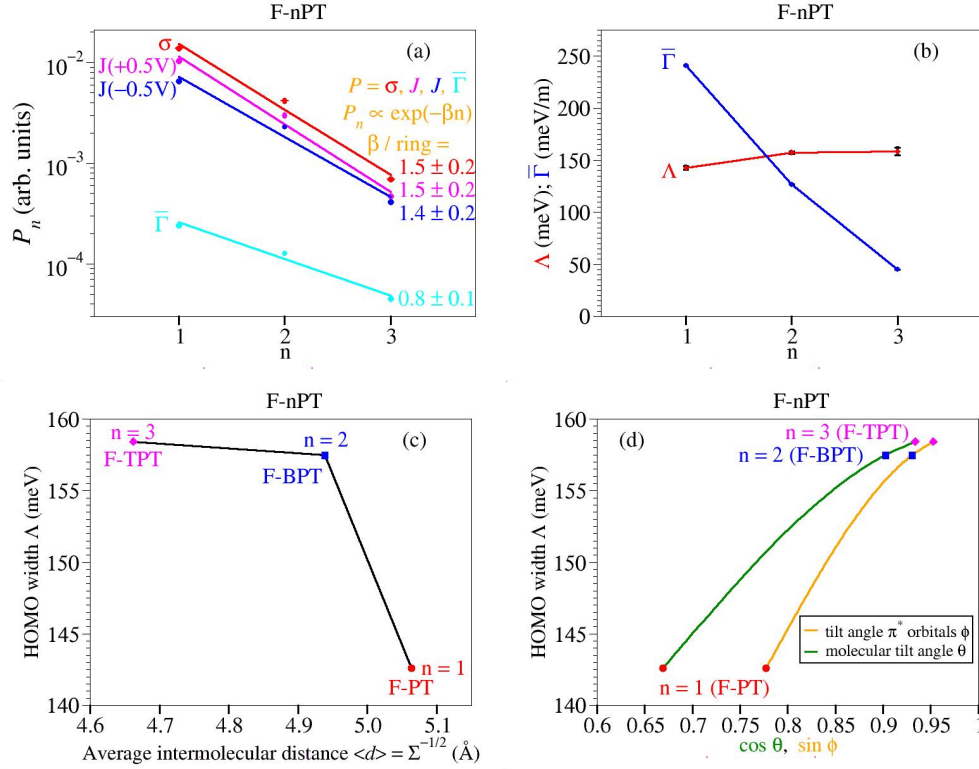 F-nPT
(a)
σ
J(+0.5V)
J(−0.5V)
P = σ, J, J, Γ̅
Pₙ ∝ exp(−βn)
β / ring =
1.5 ± 0.2
1.5 ± 0.2
1.4 ± 0.2
Γ̅
0.8 ± 0.1
Pₙ (arb. units)
10⁻²
10⁻³
10⁻⁴
1 2 3
n
F-nPT
(b)
Γ̅
Λ
Λ (meV); Γ̅ (meV/m)
250
200
150
100
50
0
1 2 3
n
F-nPT
(c)
n = 3
F-TPT
n = 2
F-BPT
n = 1
F-PT
HOMO width Λ (meV)
160
155
150
145
140
4.6 4.7 4.8 4.9 5.0 5.1
Average intermolecular distance <d> = Σ⁻¹/² (Å)
F-nPT
(d)
n = 3 (F-TPT)
n = 2 (F-BPT)
n = 1 (F-PT)
tilt angle π* orbitals ϕ
molecular tilt angle θ
HOMO width Λ (meV)
160
155
150
145
140
0.6 0.65 0.7 0.75 0.8 0.85 0.9 0.95 1
cos θ, sin ϕ